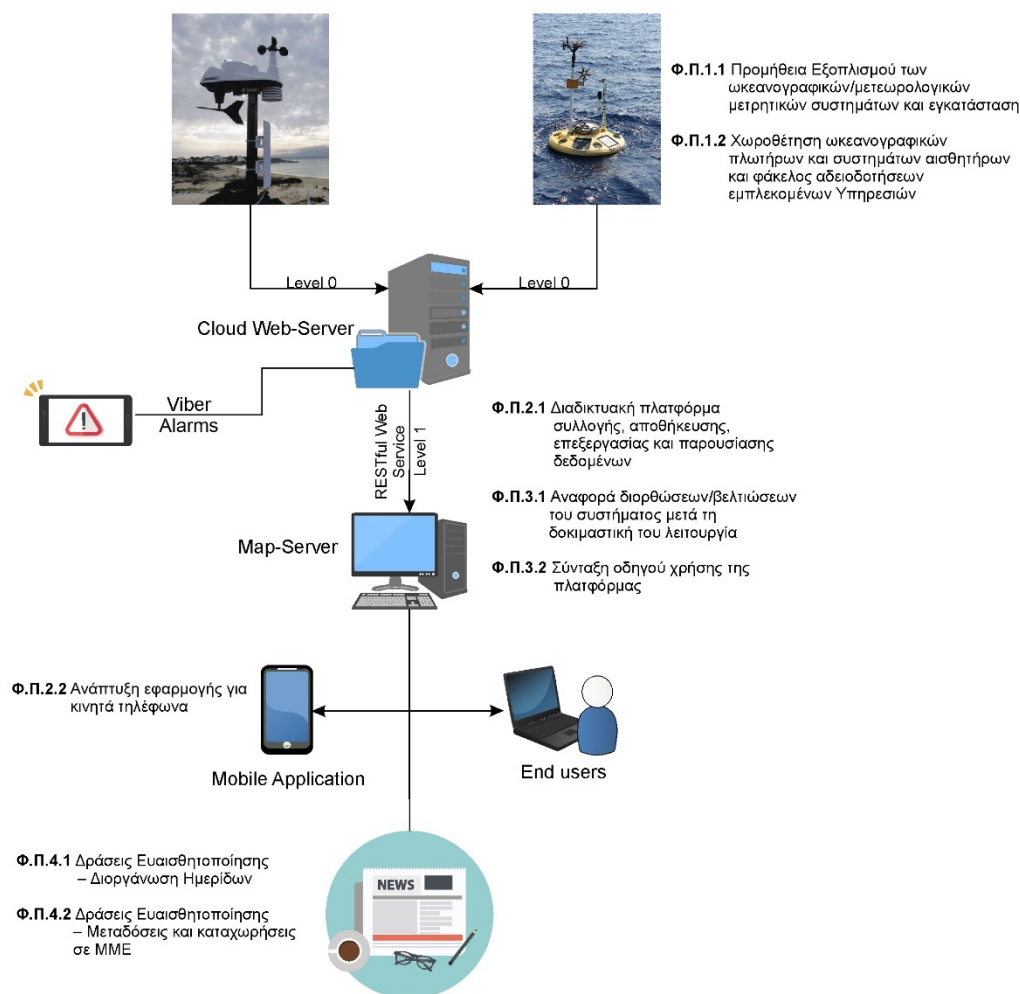 Φ.Π.1.1 Προμήθεια Εξοπλισμού των
ωκεανογραφικών/μετεωρολογικών
μετρητικών συστημάτων και εγκατάσταση
Φ.Π.1.2 Χωροθέτηση ωκεανογραφικών
πλωτήρων και συστημάτων αισθητήρων
και φάκελος αδειοδοτήσεων
εμπλεκομένων Υπηρεσιών
Level 0
Level 0
Cloud Web-Server
Viber
Alarms
RESTful Web
Service
Level 1
Φ.Π.2.1 Διαδικτυακή πλατφόρμα
συλλογής, αποθήκευσης,
επεξεργασίας και παρουσίασης
δεδομένων
Φ.Π.3.1 Αναφορά διορθώσεων/βελτιώσεων
του συστήματος μετά τη
δοκιμαστική του λειτουργία
Φ.Π.3.2 Σύνταξη οδηγού χρήσης της
πλατφόρμας
Map-Server
Φ.Π.2.2 Ανάπτυξη εφαρμογής για
κινητά τηλέφωνα
Mobile Application
End users
Φ.Π.4.1 Δράσεις Ευαισθητοποίησης
– Διοργάνωση Ημερίδων
Φ.Π.4.2 Δράσεις Ευαισθητοποίησης
– Μεταδόσεις και καταχωρήσεις
σε ΜΜΕ
NEWS